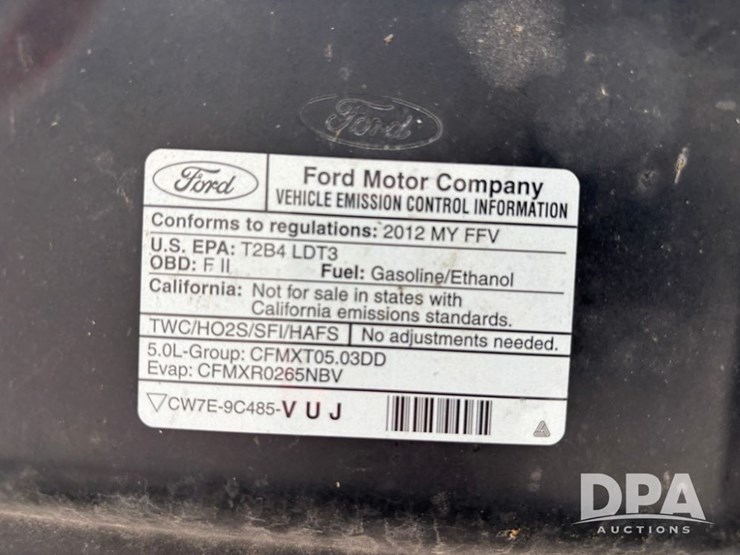 Ford
Ford
Ford Motor Company
VEHICLE EMISSION CONTROL INFORMATION
Conforms to regulations: 2012 MY FFV
U.S. EPA: T2B4 LDT3
OBD: F II Fuel: Gasoline/Ethanol
California: Not for sale in states with
California emissions standards.
TWC/HO2S/SFI/HAFS No adjustments needed.
5.0L-Group: CFMXT05.03DD
Evap: CFMXR0265NBV
CW7E-9C485-VUJ
DPA
AUCTIONS